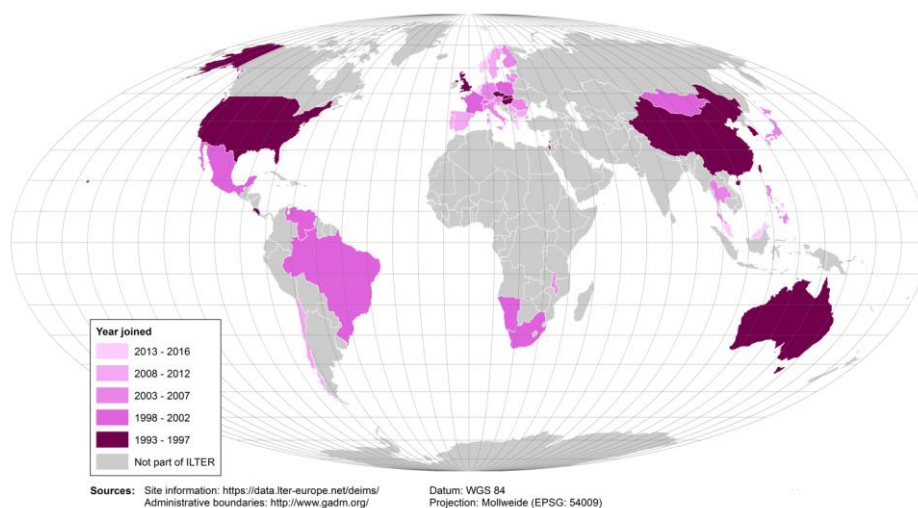 Year joined
2013 - 2016
2008 - 2012
2003 - 2007
1998 - 2002
1993 - 1997
Not part of ILTER
Sources: Site information: https://data.lter-europe.net/deims/
Administrative boundaries: http://www.gadm.org/
Datum: WGS 84
Projection: Mollweide (EPSG: 54009)